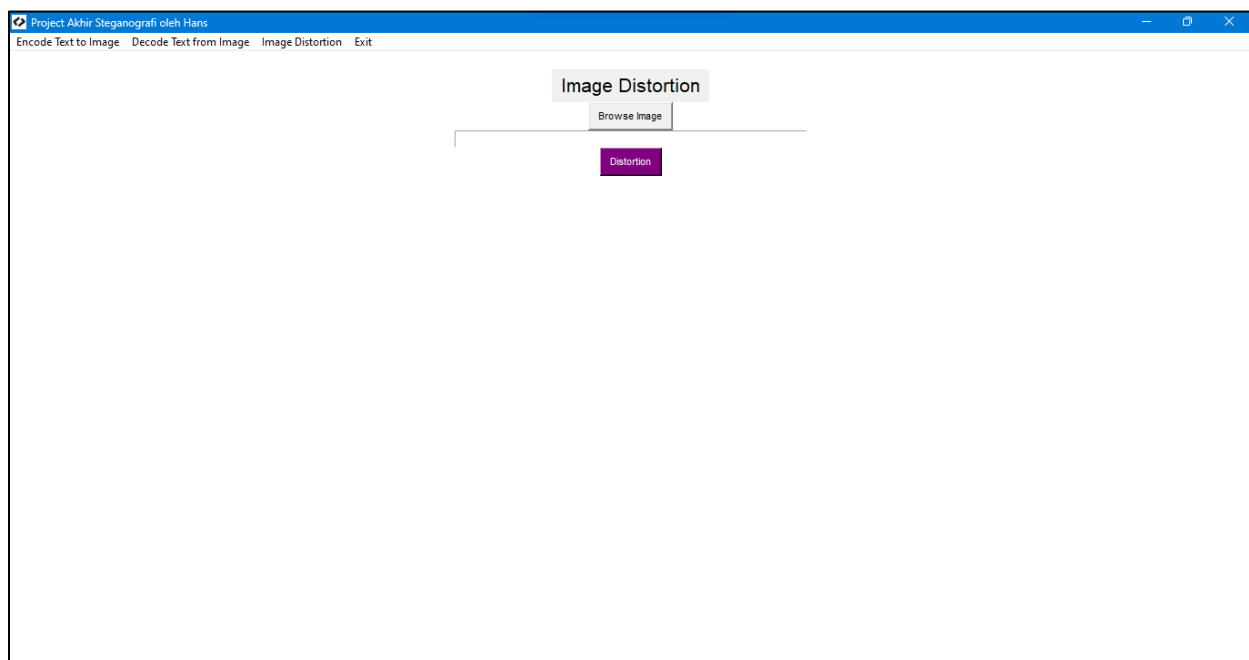 Project Akhir Steganografi oleh Hans
Encode Text to Image Decode Text from Image Image Distortion Exit
Image Distortion
Browse Image
Distortion